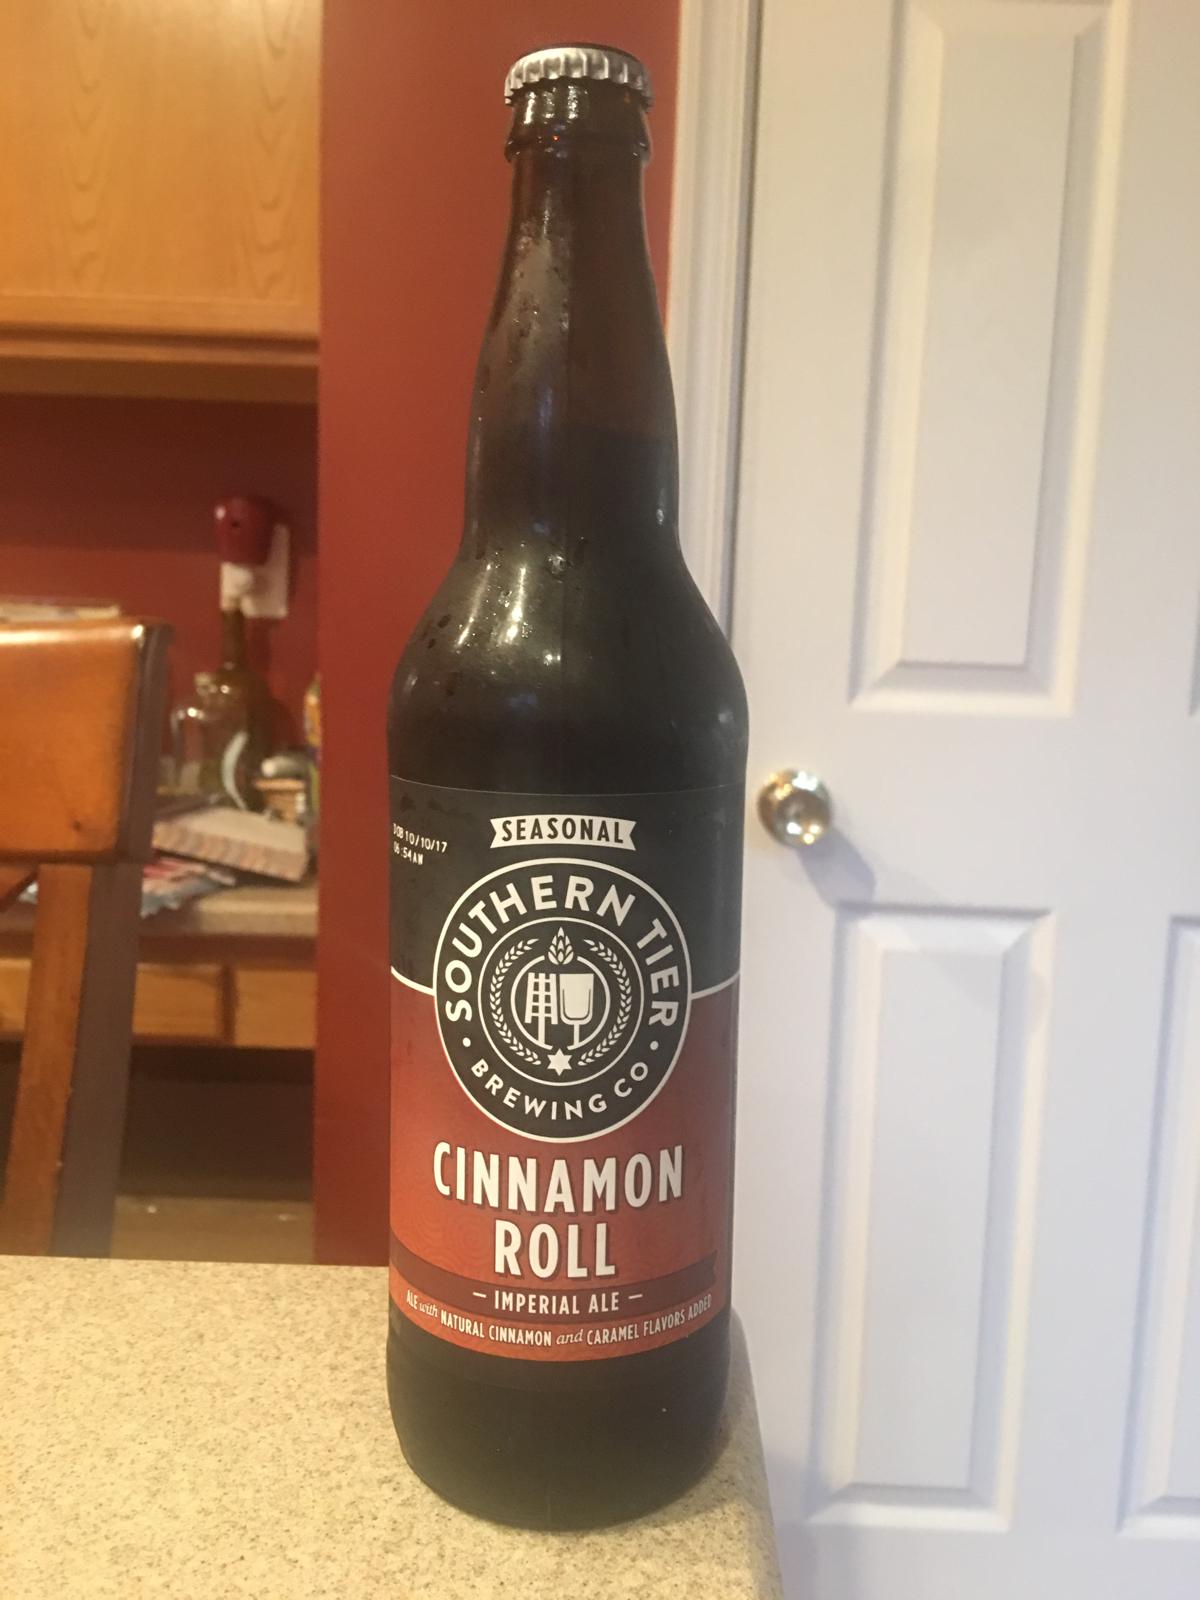 SEASONAL
DOB 10/10/17
06:54AM
SOUTHERN TIER
• BREWING CO •
CINNAMON
ROLL
– IMPERIAL ALE –
ALE with NATURAL CINNAMON and CARAMEL FLAVORS ADDED